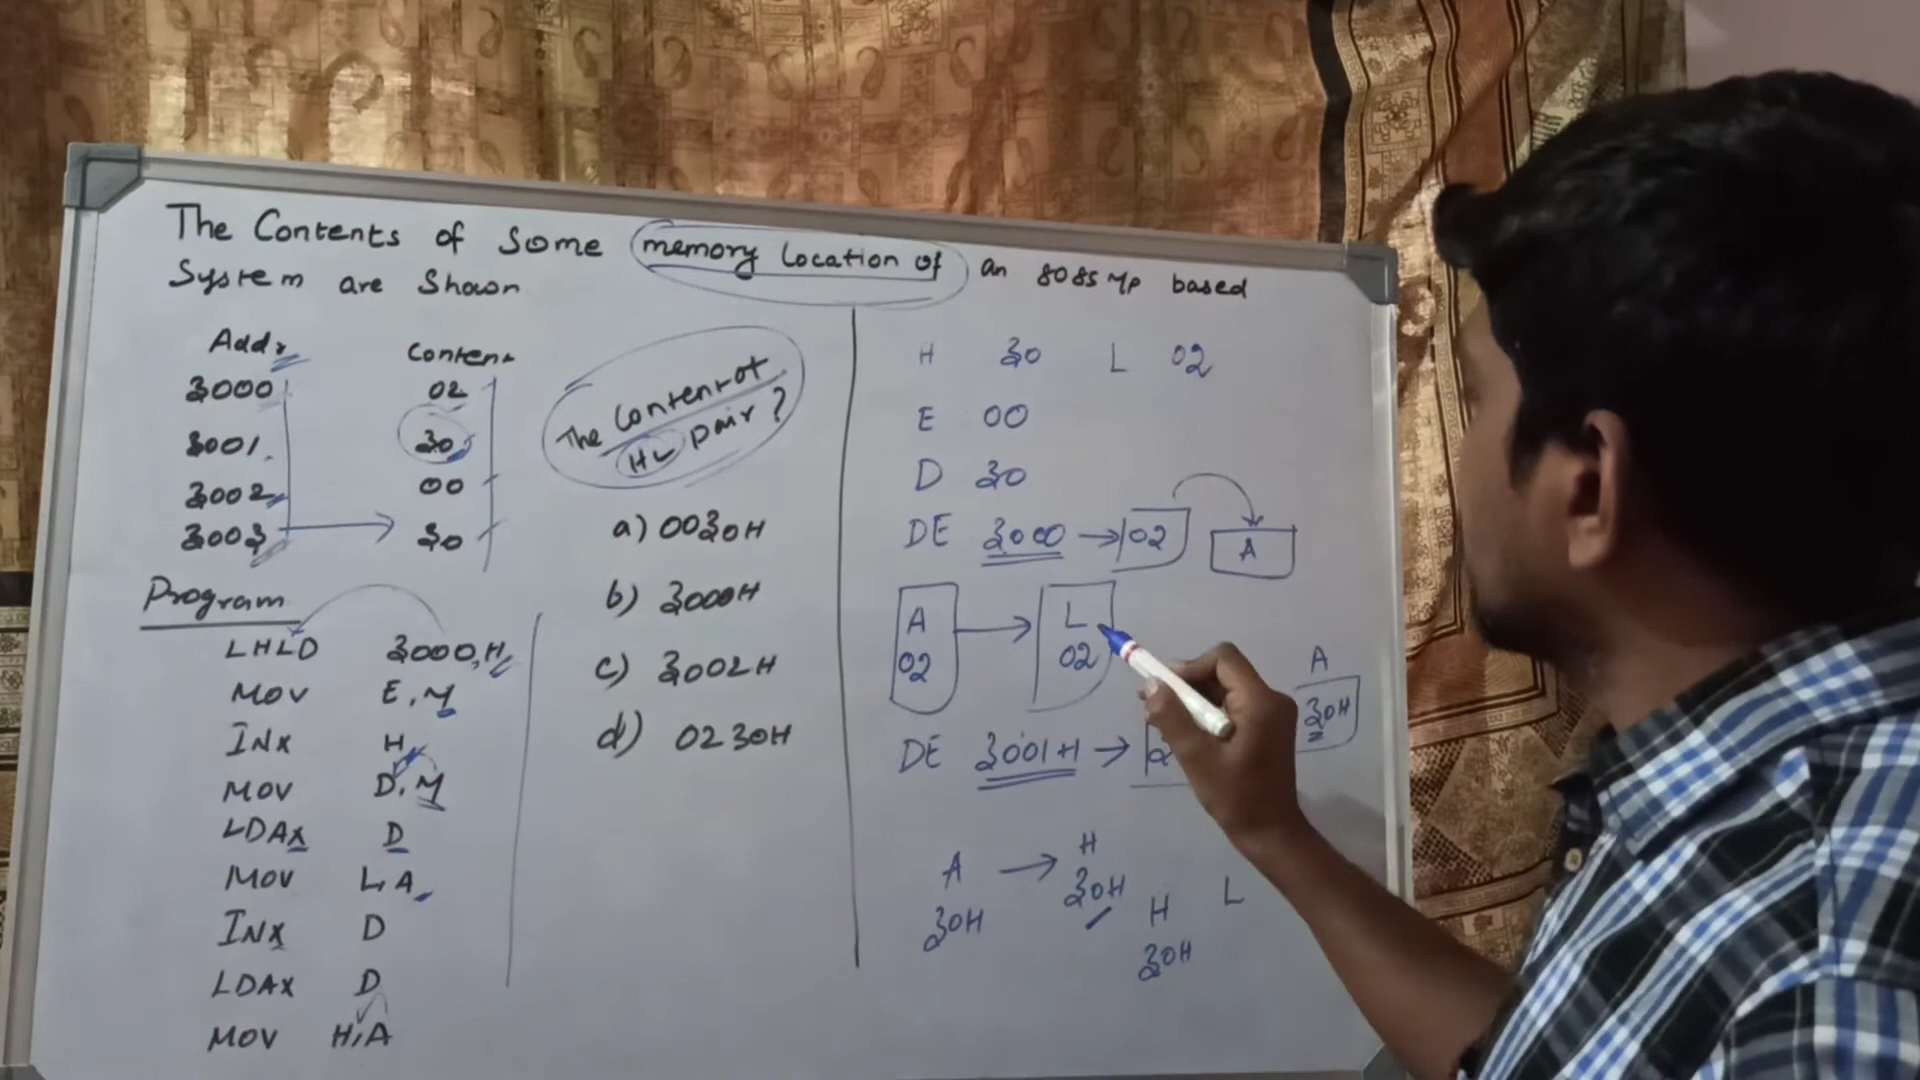 The Contents of Some memory Location of an 8085 μp based
System are Shown
Addr Content
3000 02
3001 30
3002 00
3003 30
The Content of
HL pair?
a) 0030H
b) 3000H
c) 3002H
d) 0230H
Program
LHLD 3000,H
MOV E,M
INX H
MOV D,M
LDAX D
MOV L,A
INX D
LDAX D
MOV H,A
H 30 L 02
E 00
D 30
DE 3000 → 02 A
A → L
02 02
DE 3001H →
A
30H
A → H
30H 30H
H L
30H